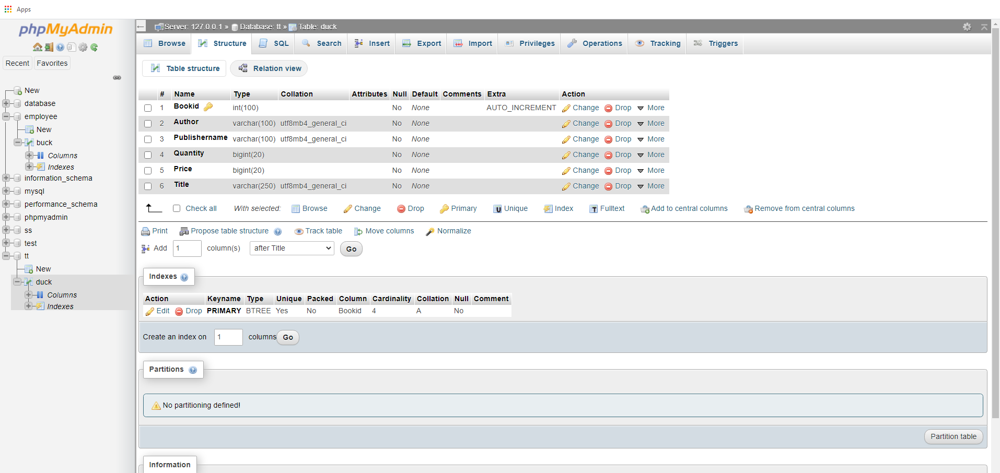 Apps
phpMyAdmin
Recent Favorites
New
database
employee
New
buck
Columns
Indexes
information_schema
mysql
performance_schema
phpmyadmin
ss
test
tt
New
duck
Columns
Indexes
Server: 127.0.0.1 » Database: tt » Table: duck
Browse Structure SQL Search Insert Export Import Privileges Operations Tracking Triggers
Table structure Relation view
# Name Type Collation Attributes Null Default Comments Extra Action
1 Bookid int(100) No None AUTO_INCREMENT Change Drop More
2 Author varchar(100) utf8mb4_general_ci No None Change Drop More
3 Publishername varchar(100) utf8mb4_general_ci No None Change Drop More
4 Quantity bigint(20) No None Change Drop More
5 Price bigint(20) No None Change Drop More
6 Title varchar(250) utf8mb4_general_ci No None Change Drop More
Check all With selected: Browse Change Drop Primary Unique Index Fulltext Add to central columns Remove from central columns
Print Propose table structure Track table Move columns Normalize
Add 1 column(s) after Title Go
Indexes
Action Keyname Type Unique Packed Column Cardinality Collation Null Comment
Edit Drop PRIMARY BTREE Yes No Bookid 4 A No
Create an index on 1 columns Go
Partitions
No partitioning defined!
Partition table
Information